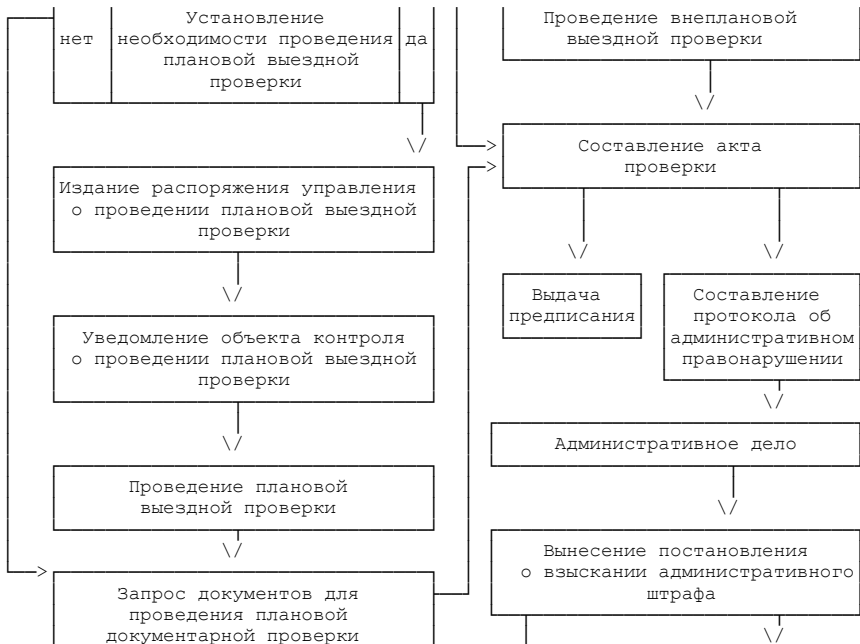 Установление
нет необходимости проведения да
плановой выездной
проверки
Издание распоряжения управления
о проведении плановой выездной
проверки
Уведомление объекта контроля
о проведении плановой выездной
проверки
Проведение плановой
выездной проверки
Запрос документов для
проведения плановой
документарной проверки
Проведение внеплановой
выездной проверки
Составление акта
проверки
Выдача
предписания
Составление
протокола об
административном
правонарушении
Административное дело
Вынесение постановления
о взыскании административного
штрафа